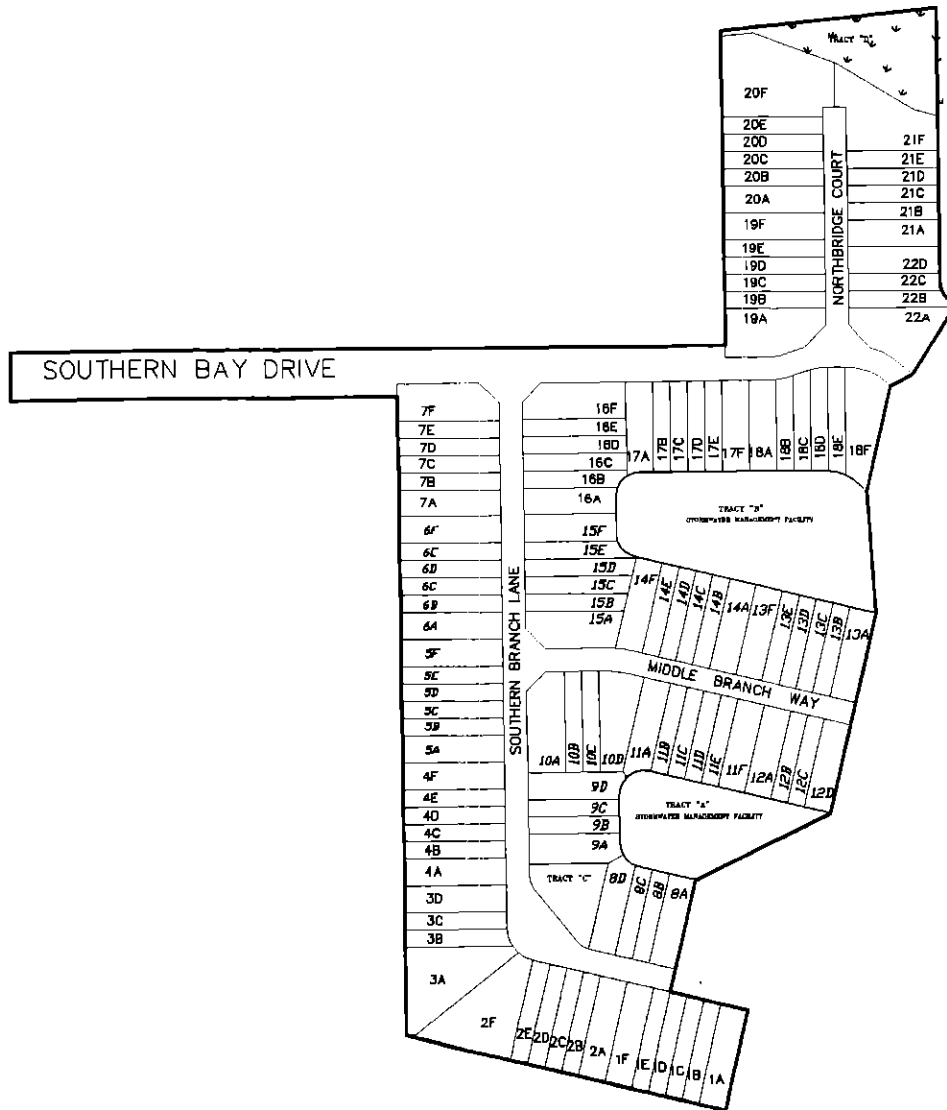 TRACT "D"
20F
20E
20D
20C
20B
20A
19F
19E
19D
19C
19B
19A
NORTHBRIDGE COURT
21F
21E
21D
21C
21B
21A
22D
22C
22B
22A
SOUTHERN BAY DRIVE
7F
7E
7D
7C
7B
7A
6F
6C
6D
6C
6B
6A
5F
5E
5D
5C
5B
5A
4F
4E
4D
4C
4B
4A
3D
3C
3B
3A
SOUTHERN BRANCH LANE
16F
16E
16D
16C
16B
16A
15F
15E
15D
15C
15B
15A
17A
17B
17C
17D
17E
17F
18A
18B
18C
18D
18E
18F
TRACT "B"
STORMWATER MANAGEMENT FACILITY
14F
14E
14D
14C
14B
14A
13F
13E
13D
13C
13B
13A
MIDDLE BRANCH WAY
10A
10B
10C
10D
11A
11B
11C
11D
11E
11F
12A
12B
12C
12D
9D
9C
9B
9A
TRACT "A"
STORMWATER MANAGEMENT FACILITY
TRACT "C"
8D
8C
8B
8A
2F
2E
2D
2C
2B
2A
1F
1E
1D
1C
1B
1A